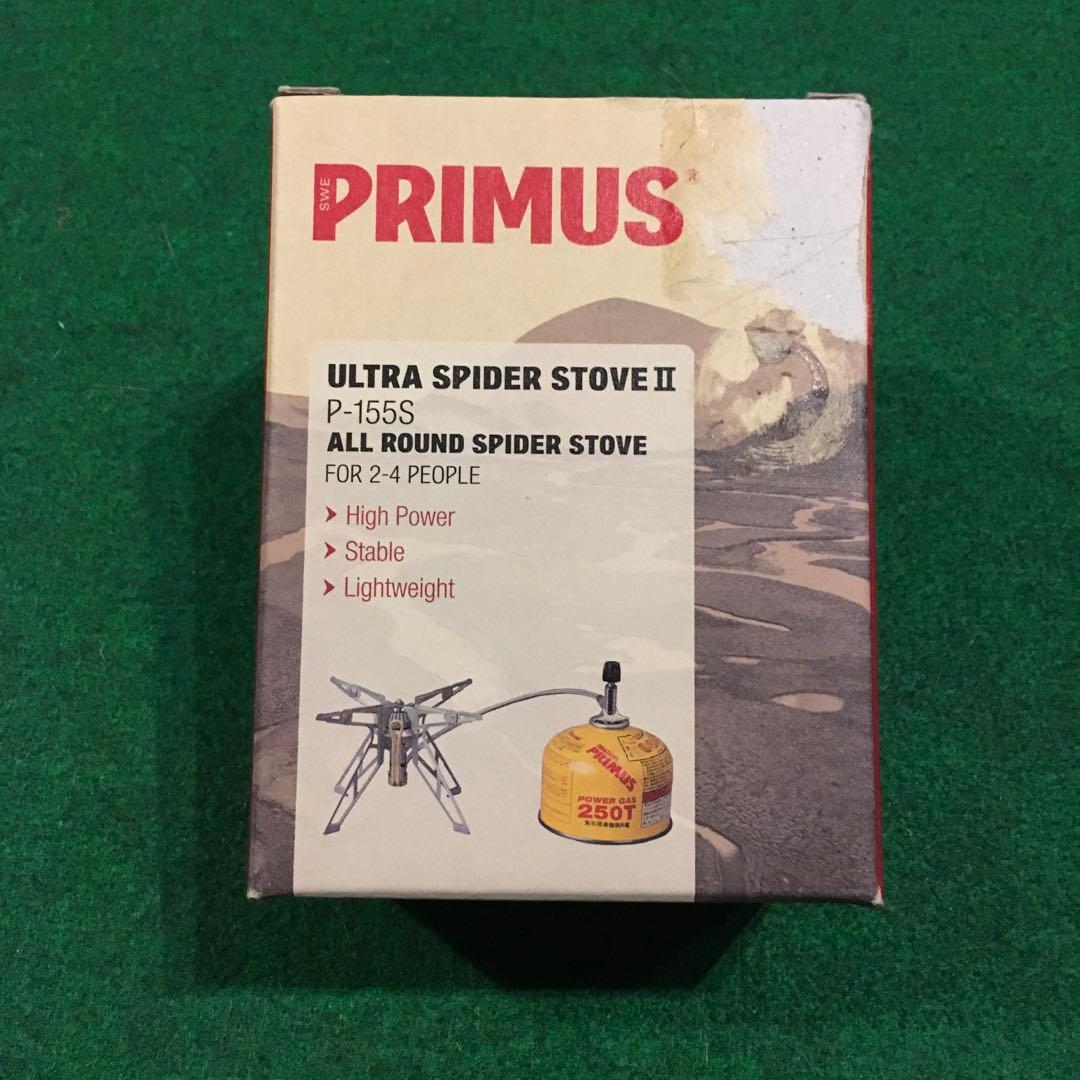 SWE
PRIMUS®
ULTRA SPIDER STOVE II
P-155S
ALL ROUND SPIDER STOVE
FOR 2-4 PEOPLE
High Power
Stable
Lightweight
PRIMUS
POWER GAS
250T